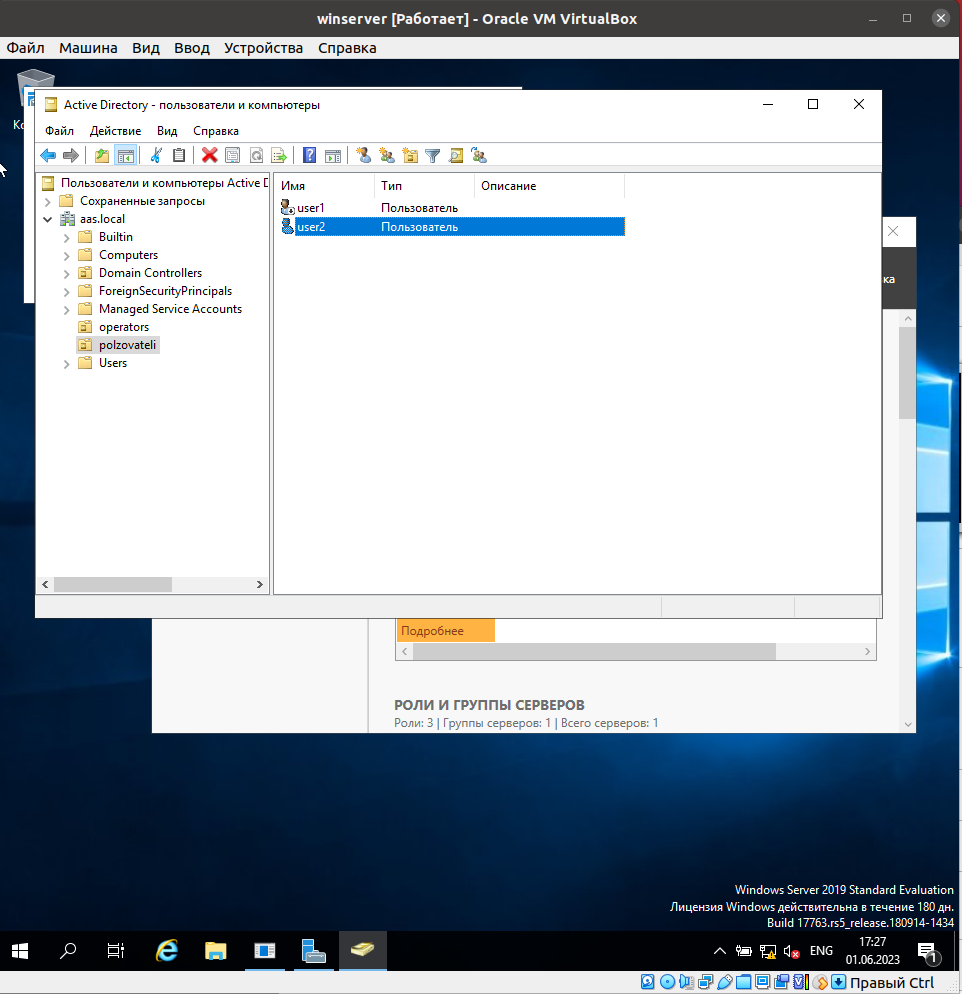 winserver [Работает] - Oracle VM VirtualBox
Файл Машина Вид Ввод Устройства Справка
Active Directory - пользователи и компьютеры
Файл Действие Вид Справка
Пользователи и компьютеры Active D
Сохраненные запросы
aas.local
Builtin
Computers
Domain Controllers
ForeignSecurityPrincipals
Managed Service Accounts
operators
polzovateli
Users
Имя Тип Описание
user1 Пользователь
user2 Пользователь
ка
Подробнее
РОЛИ И ГРУППЫ СЕРВЕРОВ
Роли: 3 | Группы серверов: 1 | Всего серверов: 1
Windows Server 2019 Standard Evaluation
Лицензия Windows действительна в течение 180 дн.
Build 17763.rs5_release.180914-1434
ENG
17:27
01.06.2023
1
Правый Ctrl